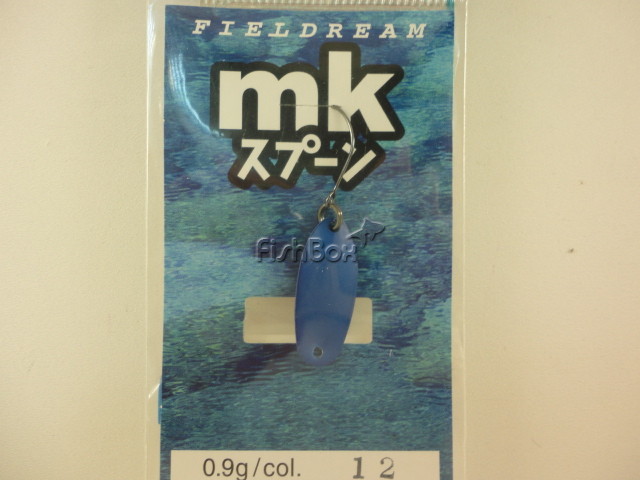 FIELDREAM
mk
スプーン
FishBox
0.9g/col. 12